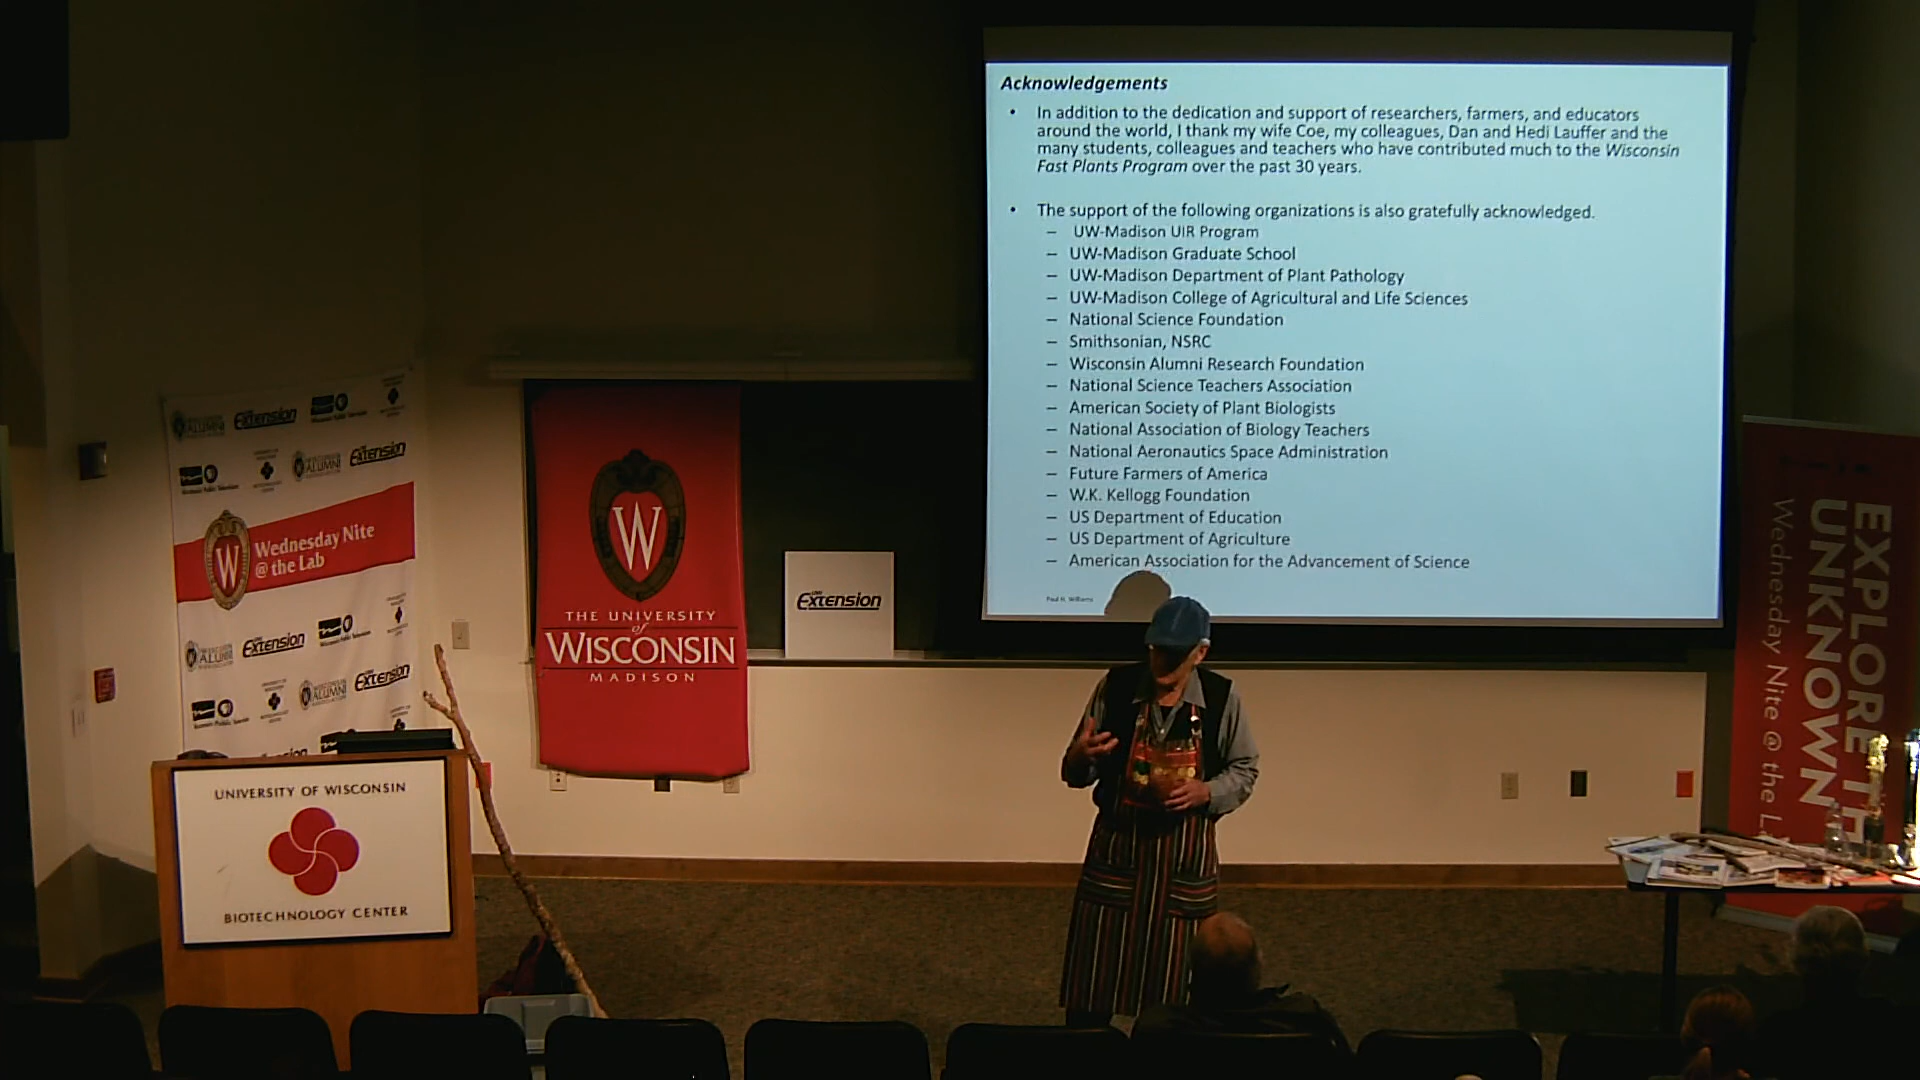 Acknowledgements
• In addition to the dedication and support of researchers, farmers, and educators
around the world, I thank my wife Coe, my colleagues, Dan and Hedi Lauffer and the
many students, colleagues and teachers who have contributed much to the Wisconsin
Fast Plants Program over the past 30 years.
• The support of the following organizations is also gratefully acknowledged.
– UW-Madison UIR Program
– UW-Madison Graduate School
– UW-Madison Department of Plant Pathology
– UW-Madison College of Agricultural and Life Sciences
– National Science Foundation
– Smithsonian, NSRC
– Wisconsin Alumni Research Foundation
– National Science Teachers Association
– American Society of Plant Biologists
– National Association of Biology Teachers
– National Aeronautics Space Administration
– Future Farmers of America
– W.K. Kellogg Foundation
– US Department of Education
– US Department of Agriculture
– American Association for the Advancement of Science
Paul H. Williams
ALUMNI
Extension
Extension
ALUMNI
W
Wednesday Nite
@ the Lab
ALUMNI
Extension
ALUMNI
Extension
W
THE UNIVERSITY
of
WISCONSIN
MADISON
Extension
UNIVERSITY OF WISCONSIN
BIOTECHNOLOGY CENTER
EXPLORE TH
UNKNOWN
Wednesday Nite @ the L